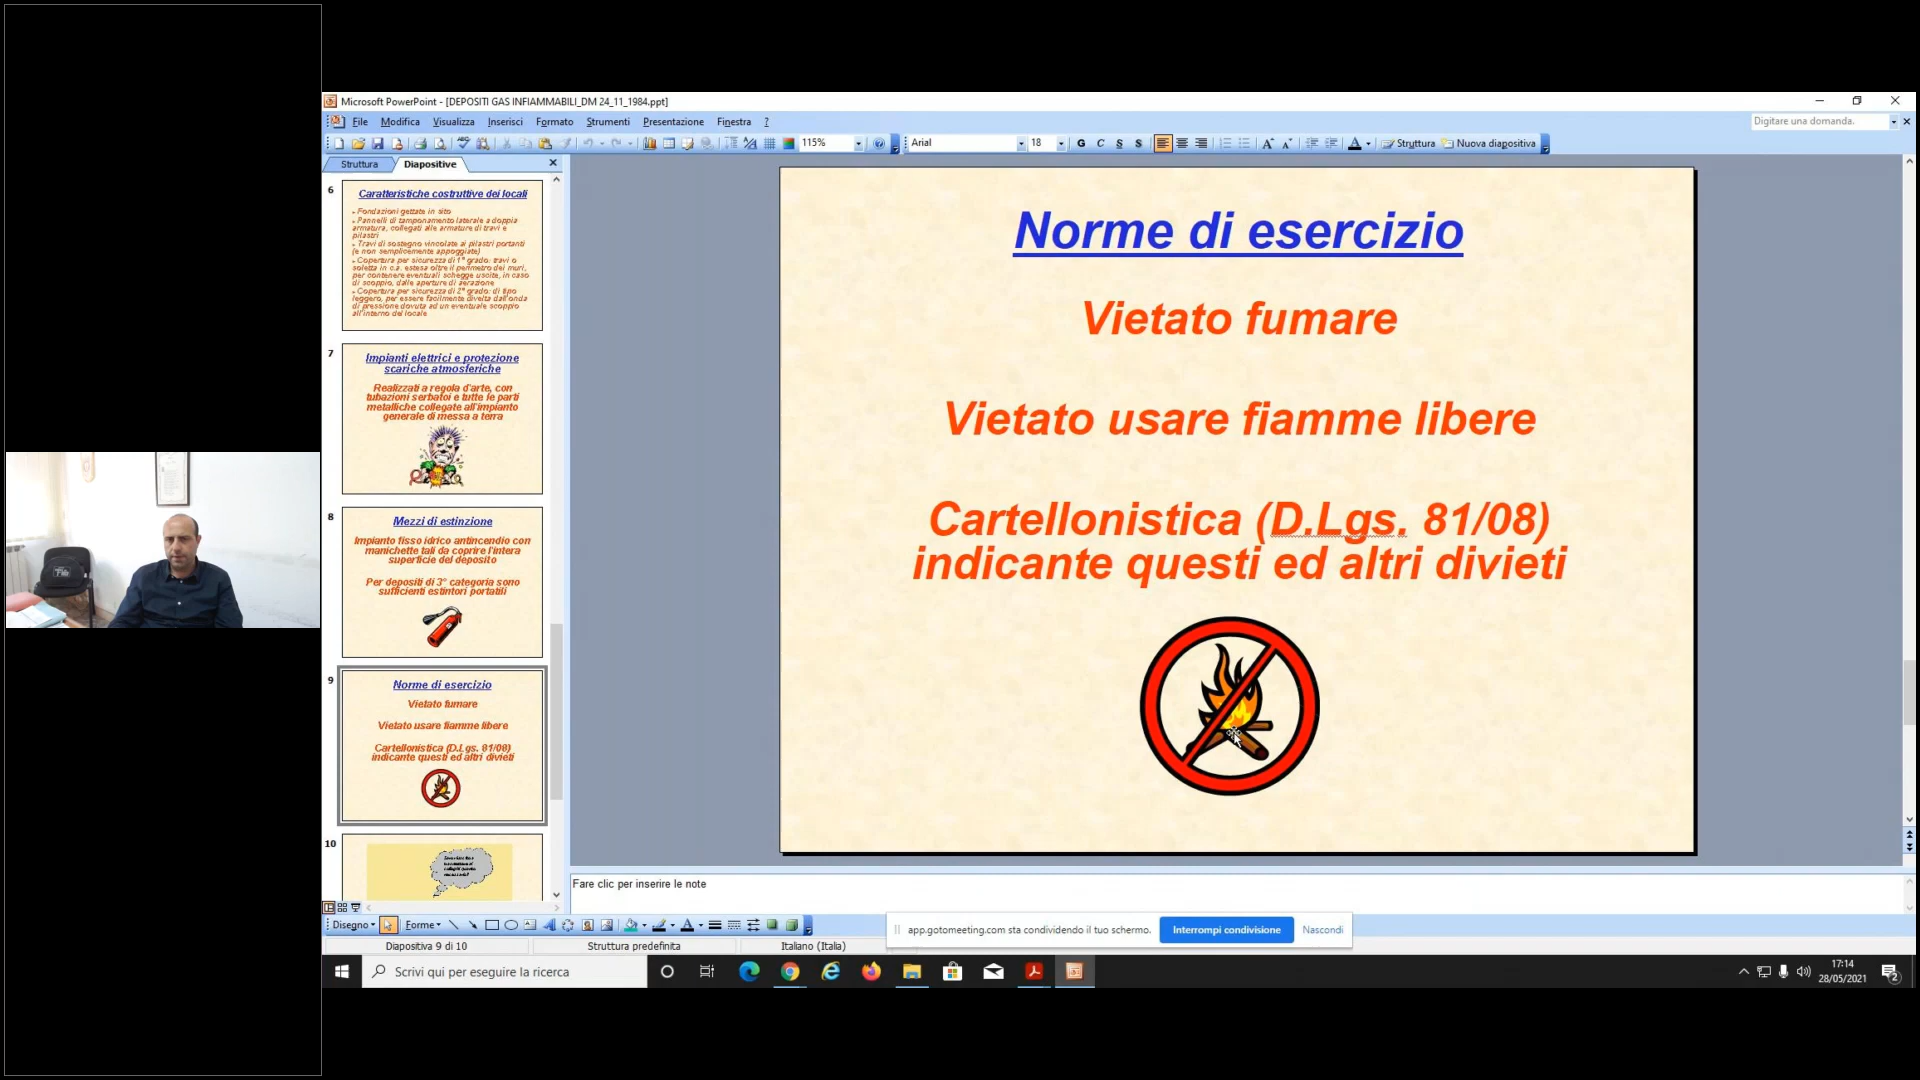 Microsoft PowerPoint - [DEPOSITI GAS INFIAMMABILI_DM 24_11_1984.ppt]
File Modifica Visualizza Inserisci Formato Strumenti Presentazione Finestra ?
Digitare una domanda.
115%
Arial
18
G C S S
Struttura
Nuova diapositiva
Struttura
Diapositive
6
Caratteristiche costruttive dei locali
- Fondazioni gettate in sito
- Pannelli di tamponamento laterale a doppia
armatura, collegati alle armature di travi e
pilastri
- Travi di sostegno vincolate ai pilastri portanti
(e non semplicemente appoggiate)
- Copertura per sicurezza di 1° grado: travi o
soletta in c.a. estesa oltre il perimetro dei muri,
per contenere eventuali schegge uscite, in caso
di scoppio, dalle aperture di aerazione
- Copertura per sicurezza di 2° grado: di tipo
leggero, per essere facilmente divelta dall'onda
di pressione dovuta ad un eventuale scoppio
all'interno del locale
7
Impianti elettrici e protezione
scariche atmosferiche
Realizzati a regola d'arte, con
tubazioni serbatoi e tutte le parti
metalliche collegate all'impianto
generale di messa a terra
8
Mezzi di estinzione
Impianto fisso idrico antincendio con
manichette tali da coprire l'intera
superficie del deposito
Per depositi di 3° categoria sono
sufficienti estintori portatili
9
Norme di esercizio
Vietato fumare
Vietato usare fiamme libere
Cartellonistica (D.Lgs. 81/08)
indicante questi ed altri divieti
10
Norme di esercizio
Vietato fumare
Vietato usare fiamme libere
Cartellonistica (D.Lgs. 81/08)
indicante questi ed altri divieti
Fare clic per inserire le note
Disegno
Forme
app.gotomeeting.com sta condividendo il tuo schermo.
Interrompi condivisione
Nascondi
Diapositiva 9 di 10
Struttura predefinita
Italiano (Italia)
Scrivi qui per eseguire la ricerca
17:14
28/05/2021
2